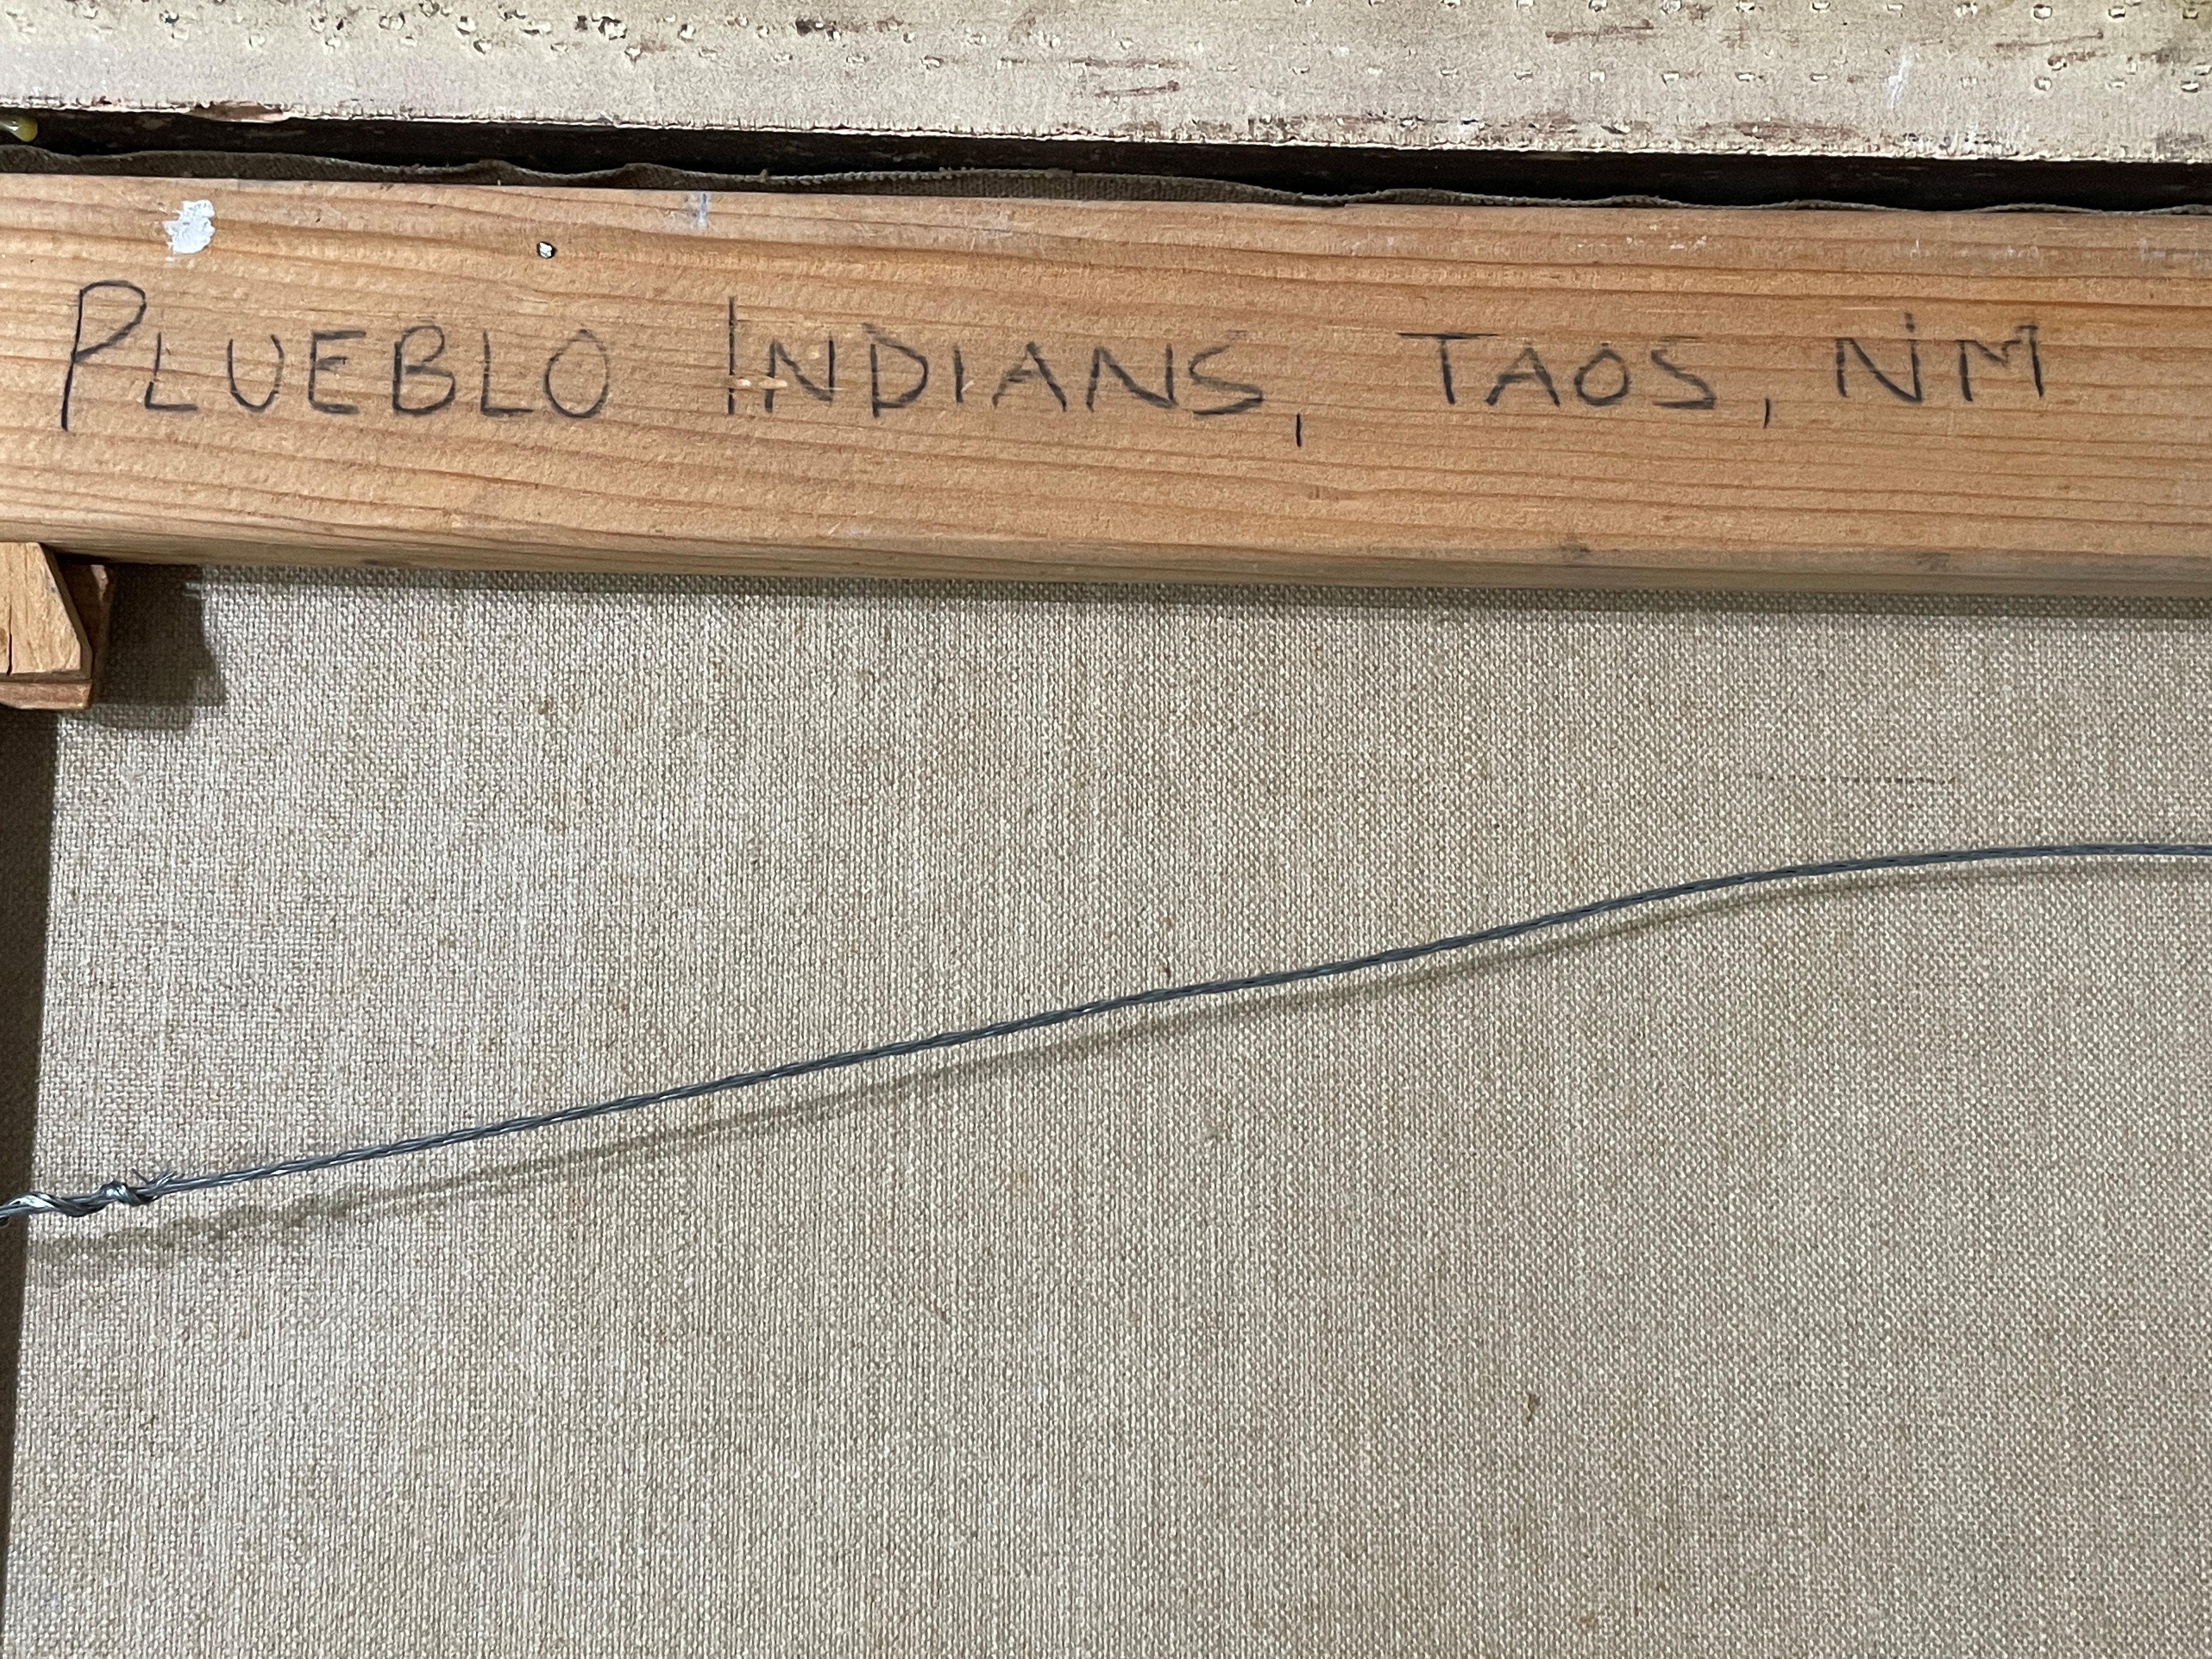 PLUEBLO INDIANS, TAOS, NM